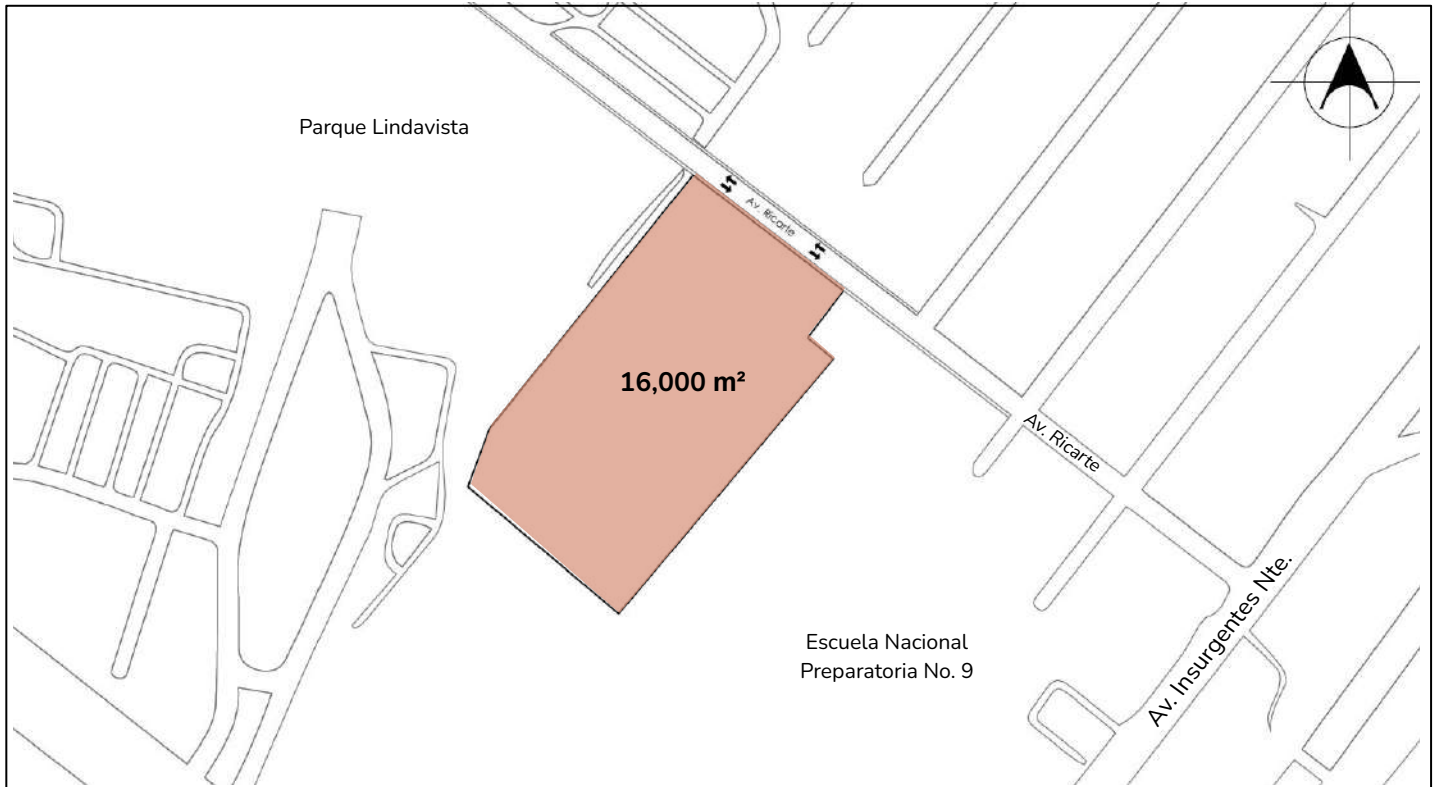 Parque Lindavista
Av. Ricarte
16,000 m²
Av. Ricarte
Av. Insurgentes Nte.
Escuela Nacional
Preparatoria No. 9